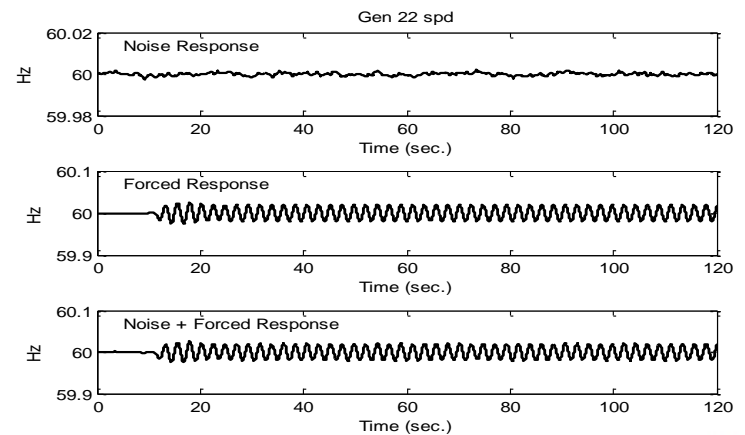 Gen 22 spd
60.02
Noise Response
Hz
60
59.98
0 20 40 60 80 100 120
Time (sec.)
60.1
Forced Response
Hz
60
59.9
0 20 40 60 80 100 120
Time (sec.)
60.1
Noise + Forced Response
Hz
60
59.9
0 20 40 60 80 100 120
Time (sec.)